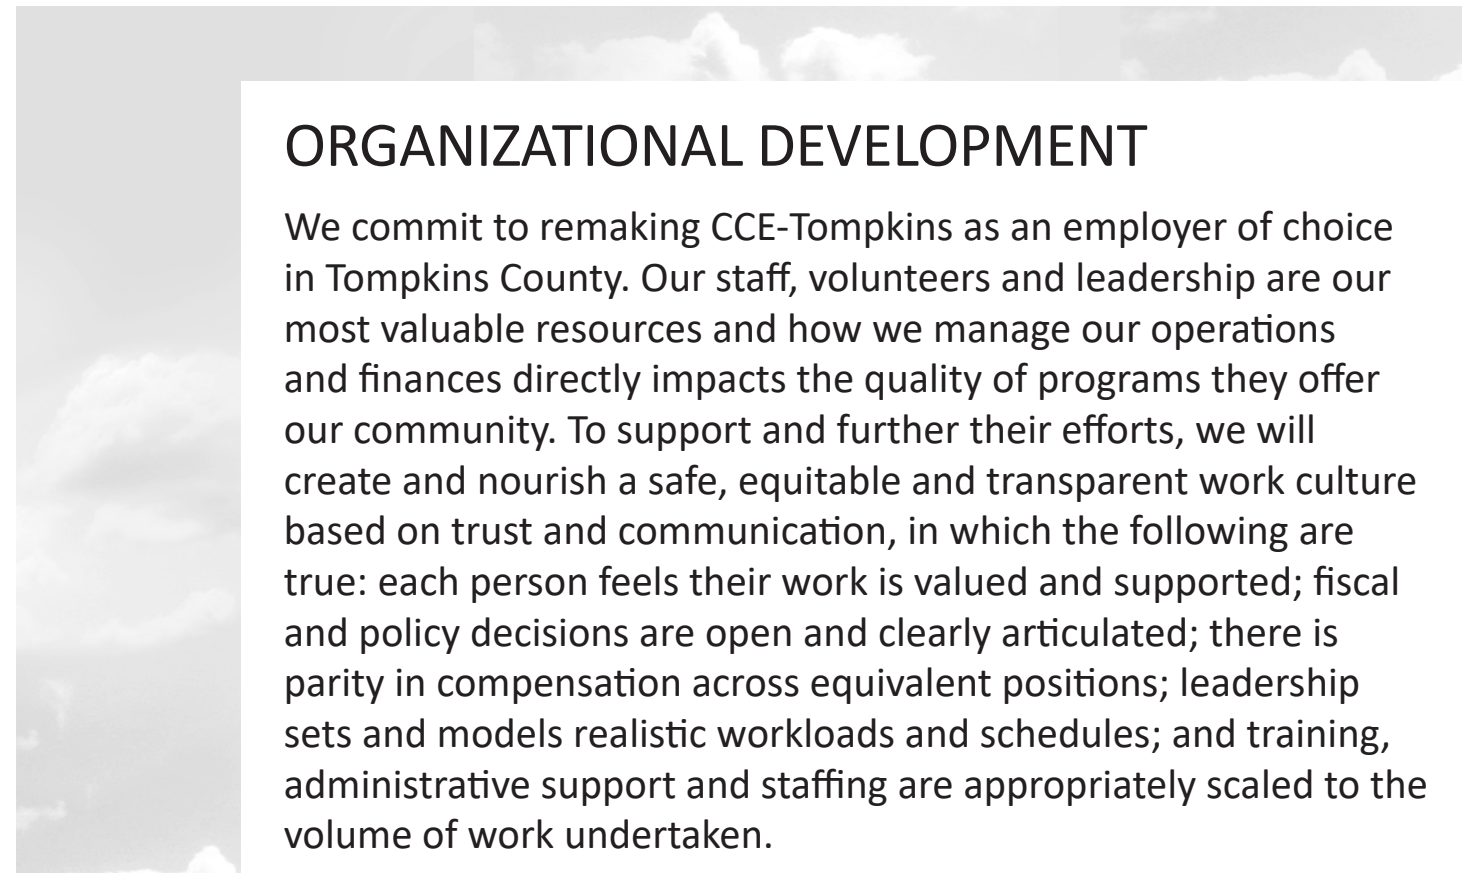 ORGANIZATIONAL DEVELOPMENT
We commit to remaking CCE-Tompkins as an employer of choice
in Tompkins County. Our staff, volunteers and leadership are our
most valuable resources and how we manage our operations
and finances directly impacts the quality of programs they offer
our community. To support and further their efforts, we will
create and nourish a safe, equitable and transparent work culture
based on trust and communication, in which the following are
true: each person feels their work is valued and supported; fiscal
and policy decisions are open and clearly articulated; there is
parity in compensation across equivalent positions; leadership
sets and models realistic workloads and schedules; and training,
administrative support and staffing are appropriately scaled to the
volume of work undertaken.